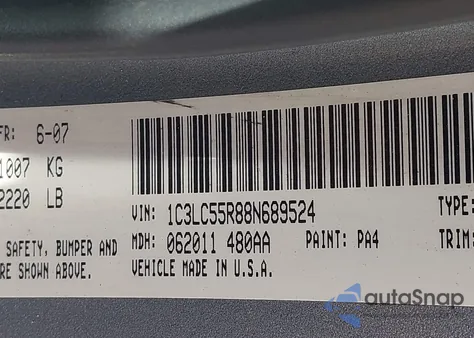 FR: 6-07
1007 KG
2220 LB
VIN: 1C3LC55R88N689524
TYPE:
SAFETY, BUMPER AND
MDH: 062011 480AA PAINT: PA4
TRIM:
RE SHOWN ABOVE.
VEHICLE MADE IN U.S.A.
autoSnap